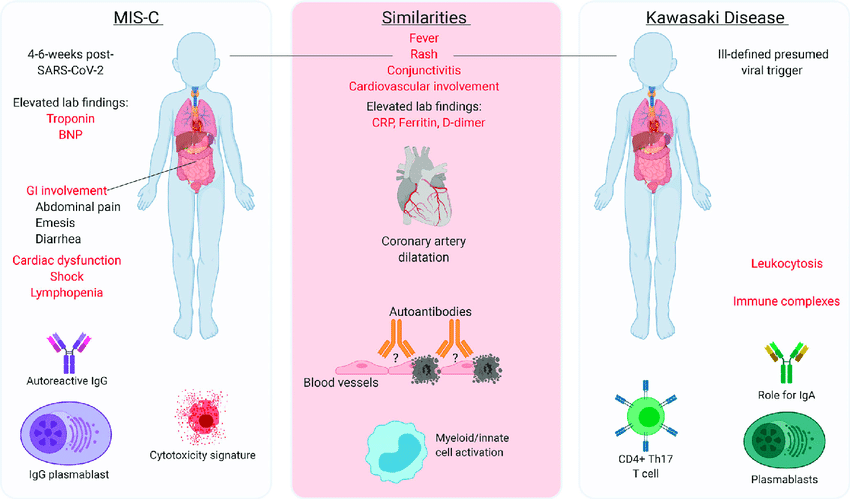 MIS-C
4-6-weeks post-
SARS-CoV-2
Elevated lab findings:
Troponin
BNP
GI involvement
Abdominal pain
Emesis
Diarrhea
Cardiac dysfunction
Shock
Lymphopenia
Autoreactive IgG
IgG plasmablast
Cytotoxicity signature
Similarities
Fever
Rash
Conjunctivitis
Cardiovascular involvement
Elevated lab findings:
CRP, Ferritin, D-dimer
Coronary artery
dilatation
Autoantibodies
? ?
Blood vessels
Myeloid/innate
cell activation
Kawasaki Disease
Ill-defined presumed
viral trigger
Leukocytosis
Immune complexes
Role for IgA
CD4+ Th17
T cell
Plasmablasts